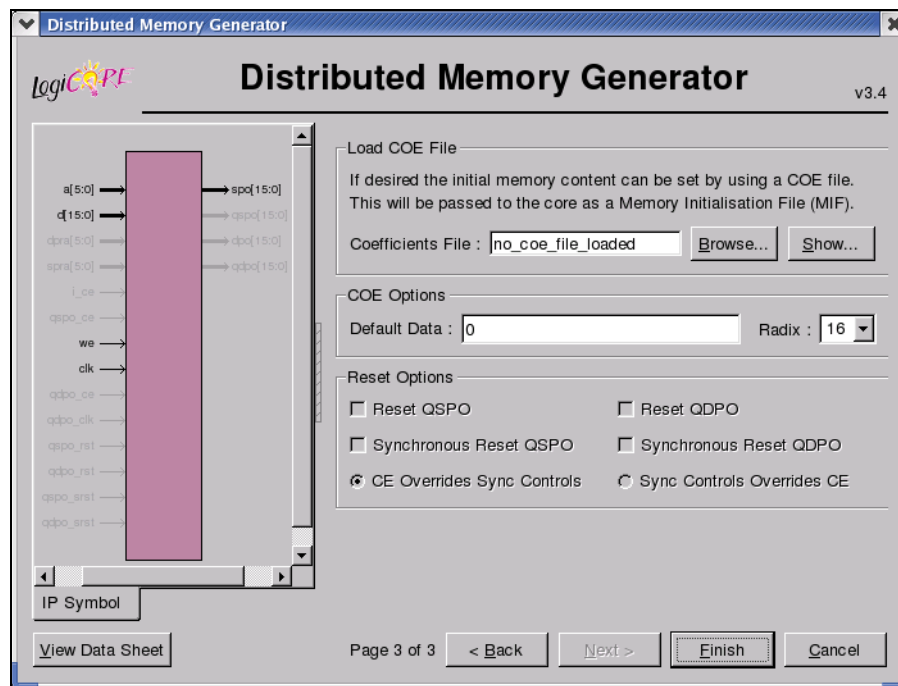 Distributed Memory Generator
LogiCORE
Distributed Memory Generator
v3.4
a[5:0]
d[15:0]
dpra[5:0]
spra[5:0]
i_ce
qspo_ce
we
clk
qdpo_ce
qdpo_clk
qspo_rst
qdpo_rst
qspo_srst
qdpo_srst
spo[15:0]
qspo[15:0]
dpo[15:0]
qdpo[15:0]
IP Symbol
Load COE File
If desired the initial memory content can be set by using a COE file.
This will be passed to the core as a Memory Initialisation File (MIF).
Coefficients File : no_coe_file_loaded Browse... Show...
COE Options
Default Data : 0 Radix : 16
Reset Options
Reset QSPO Reset QDPO
Synchronous Reset QSPO Synchronous Reset QDPO
CE Overrides Sync Controls Sync Controls Overrides CE
View Data Sheet Page 3 of 3 < Back Next > Finish Cancel